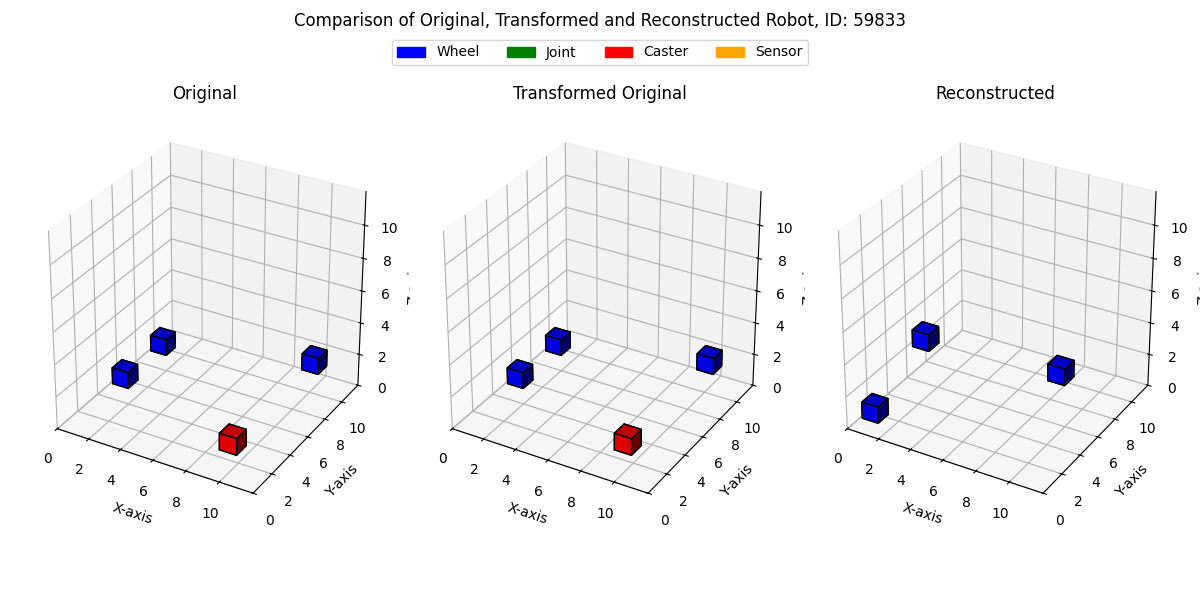 Comparison of Original, Transformed and Reconstructed Robot, ID: 59833
Wheel Joint Caster Sensor
Original Transformed Original Reconstructed
10 10 10
8 8 8
6 6 6
4 4 4
2 2 2
0 0 0
0 2 4 6 8 10
X-axis
0 2 4 6 8 10
Y-axis
0 2 4 6 8 10
X-axis
0 2 4 6 8 10
Y-axis
0 2 4 6 8 10
X-axis
0 2 4 6 8 10
Y-axis